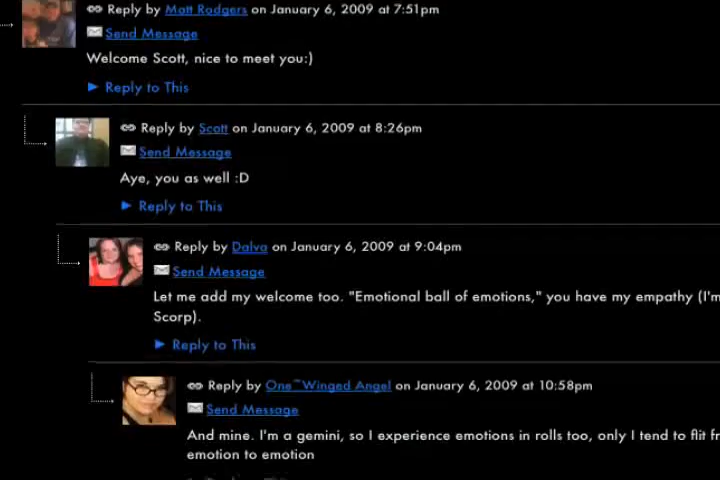 Reply by Matt Rodgers on January 6, 2009 at 7:51pm
Send Message
Welcome Scott, nice to meet you:)
Reply to This
Reply by Scott on January 6, 2009 at 8:26pm
Send Message
Aye, you as well :D
Reply to This
Reply by Dalva on January 6, 2009 at 9:04pm
Send Message
Let me add my welcome too. "Emotional ball of emotions," you have my empathy (I'm
Scorp).
Reply to This
Reply by One~Winged Angel on January 6, 2009 at 10:58pm
Send Message
And mine. I'm a gemini, so I experience emotions in rolls too, only I tend to flit
emotion to emotion